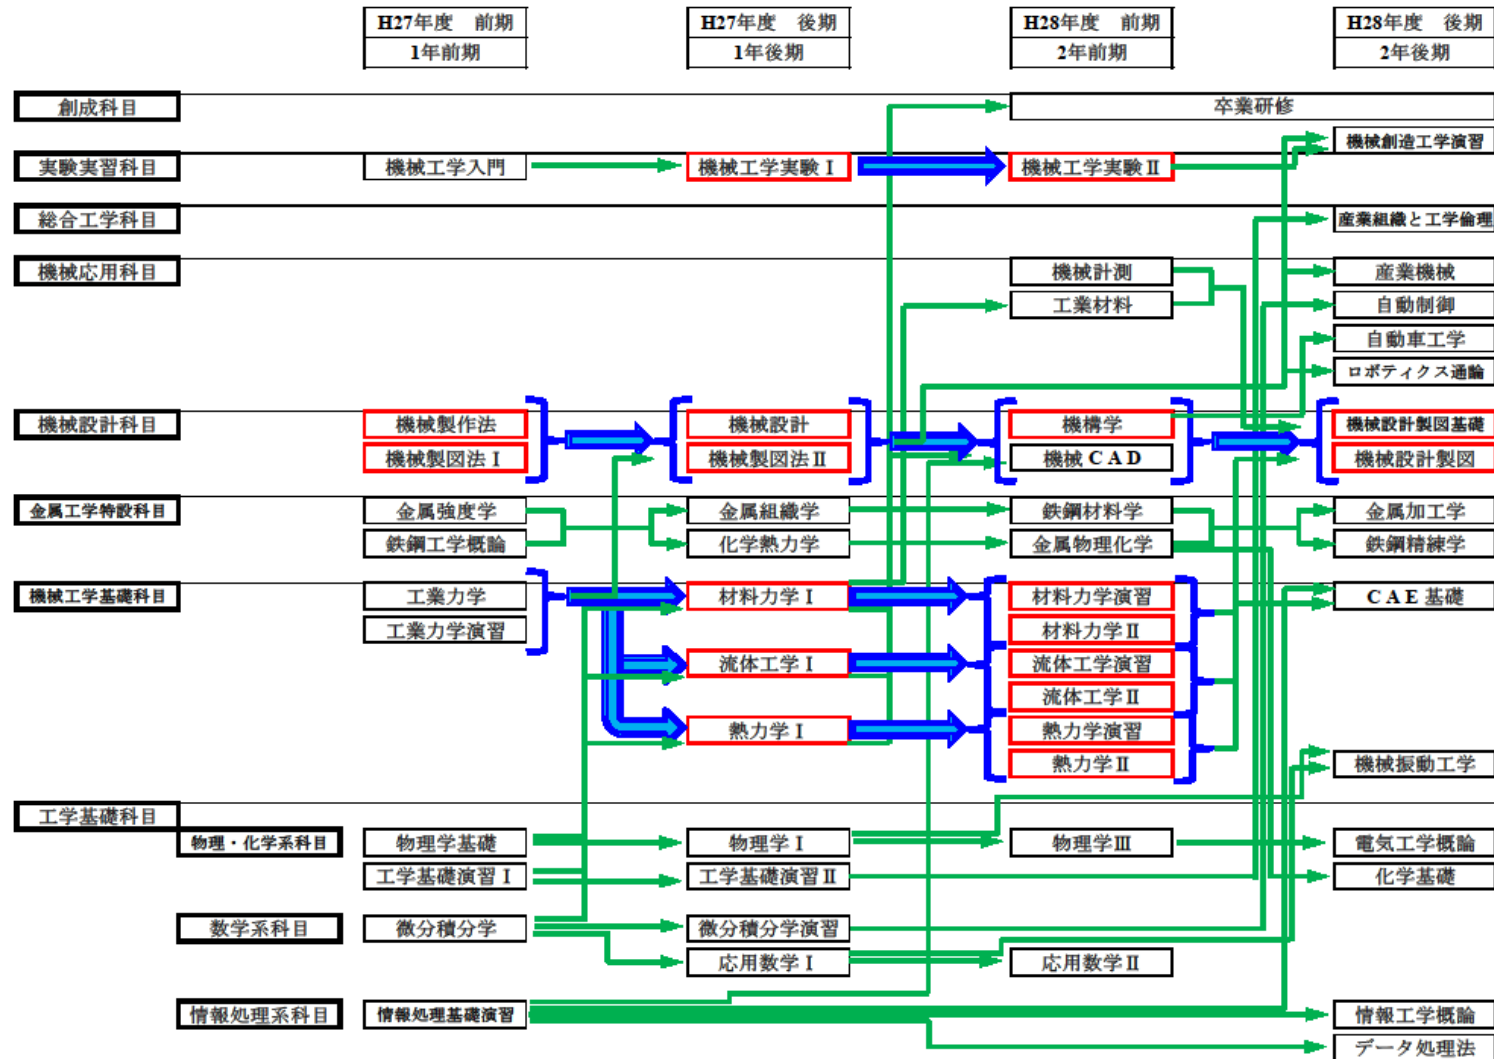 H27年度 前期
H27年度 後期
H28年度 前期
H28年度 後期
1年前期
1年後期
2年前期
2年後期
創成科目
卒業研修
機械創造工学演習
実験実習科目
機械工学入門
機械工学実験Ⅰ
機械工学実験Ⅱ
総合工学科目
産業組織と工学倫理
機械応用科目
機械計測
産業機械
工業材料
自動制御
自動車工学
ロボティクス通論
機械設計科目
機械製作法
機械設計
機構学
機械設計製図基礎
機械製図法Ⅰ
機械製図法Ⅱ
機械CAD
機械設計製図
金属工学特設科目
金属強度学
金属組織学
鉄鋼材料学
金属加工学
鉄鋼工学概論
化学熱力学
金属物理化学
鉄鋼精練学
機械工学基礎科目
工業力学
材料力学Ⅰ
材料力学演習
CAE基礎
工業力学演習
材料力学Ⅱ
流体工学Ⅰ
流体工学演習
流体工学Ⅱ
熱力学Ⅰ
熱力学演習
熱力学Ⅱ
機械振動工学
工学基礎科目
物理・化学系科目
物理学基礎
物理学Ⅰ
物理学Ⅲ
電気工学概論
工学基礎演習Ⅰ
工学基礎演習Ⅱ
化学基礎
数学系科目
微分積分学
微分積分学演習
応用数学Ⅰ
応用数学Ⅱ
情報処理系科目
情報処理基礎演習
情報工学概論
データ処理法